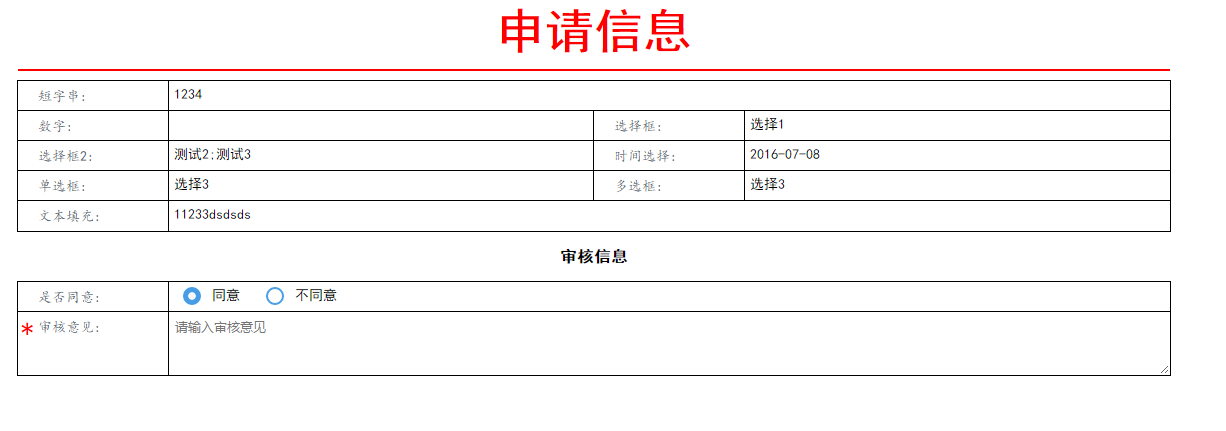 申请信息
短字串: 1234
数字: 选择框: 选择1
选择框2: 测试2;测试3 时间选择: 2016-07-08
单选框: 选择3 多选框: 选择3
文本填充: 11233dsdsds
审核信息
是否同意: 同意 不同意
* 审核意见: 请输入审核意见